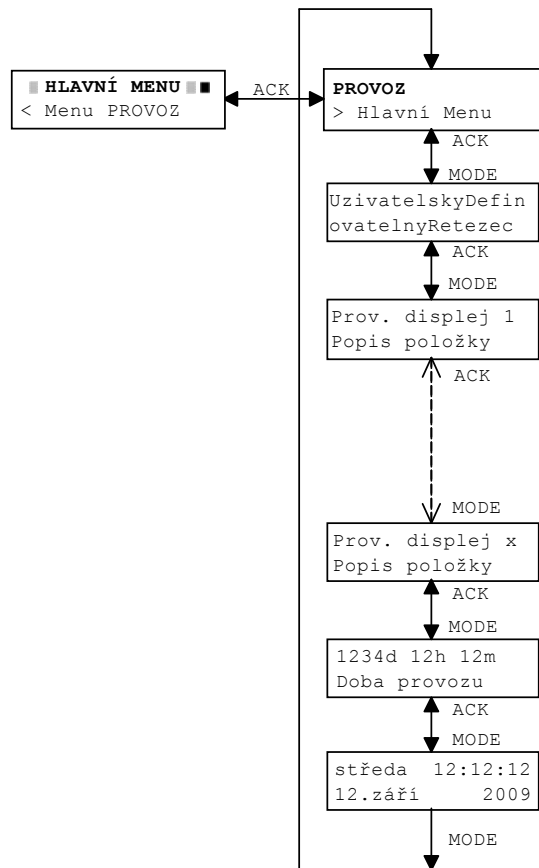 HLAVNÍ MENU
< Menu PROVOZ
ACK
PROVOZ
> Hlavní Menu
ACK
MODE
UzivatelskyDefin
ovatelnyRetezec
ACK
MODE
Prov. displej 1
Popis položky
ACK
MODE
Prov. displej x
Popis položky
ACK
MODE
1234d 12h 12m
Doba provozu
ACK
MODE
středa 12:12:12
12.září 2009
MODE